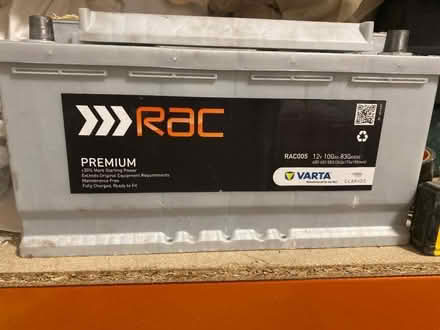 RAC
PREMIUM
+30% More Starting Power
Exceeds Original Equipment Requirements
Maintenance Free
Fully Charged, Ready to Fit
RAC005 12V 100Ah 830A(EN)
VARTA